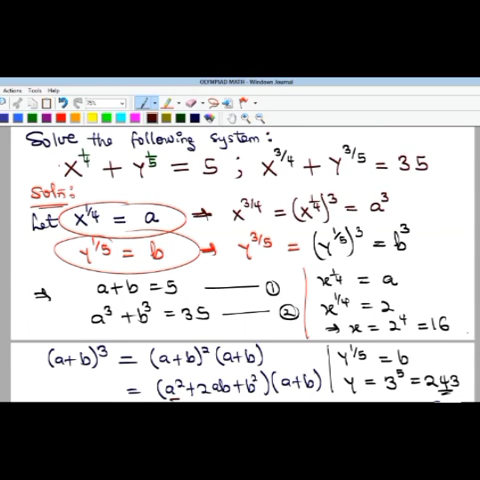 OLYMPIAD MATH - Windows Journal
Actions Tools Help
75%
Solve the following system:
x^1/4 + y^1/5 = 5 ; x^3/4 + y^3/5 = 35
Soln:
Let x^1/4 = a → x^3/4 = (x^1/4)^3 = a^3
y^1/5 = b → y^3/5 = (y^1/5)^3 = b^3
⇒ a+b = 5 —— ①
a^3 + b^3 = 35 —— ②
x^1/4 = a
x^1/4 = 2
⇒ x = 2^4 = 16
(a+b)^3 = (a+b)^2 (a+b)
= (a^2+2ab+b^2)(a+b)
y^1/5 = b
y = 3^5 = 243